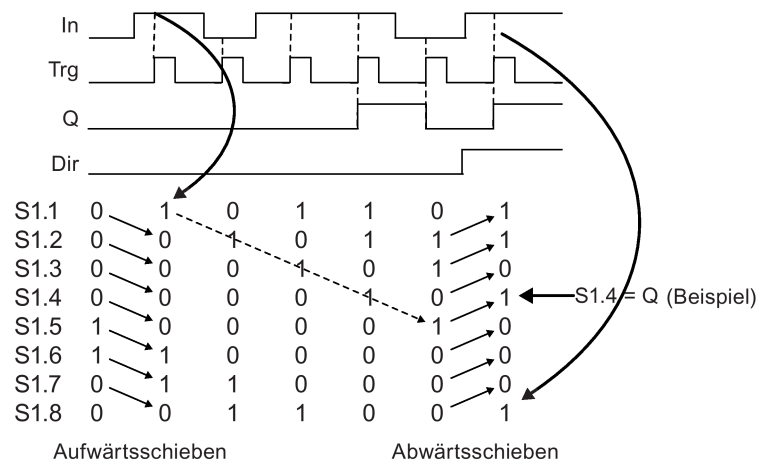 In
Trg
Q
Dir
S1.1 0 1 0 1 1 0 1
S1.2 0 0 1 0 1 1 1
S1.3 0 0 0 1 0 1 0
S1.4 0 0 0 0 1 0 1 S1.4 = Q (Beispiel)
S1.5 1 0 0 0 0 1 0
S1.6 1 1 0 0 0 0 0
S1.7 0 1 1 0 0 0 0
S1.8 0 0 1 1 0 0 1
Aufwärtsschieben Abwärtsschieben